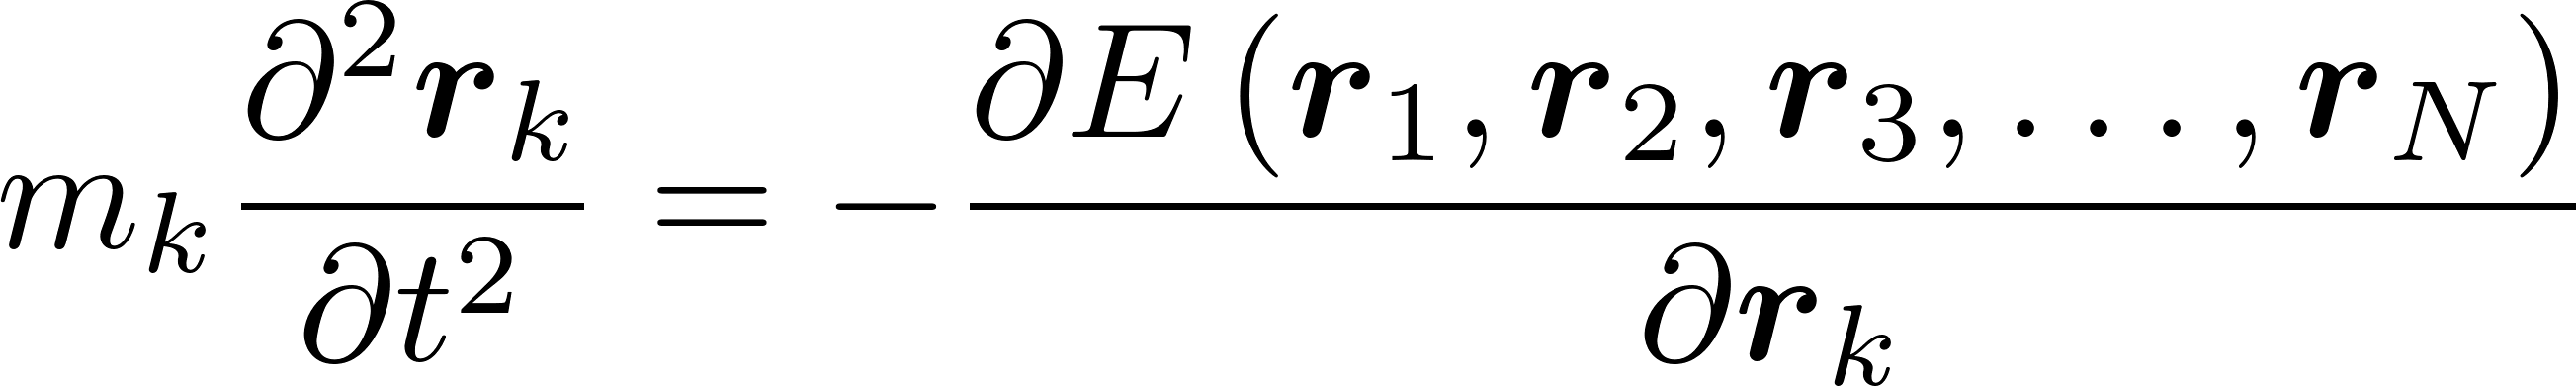 m_k \frac{\partial^2 \boldsymbol{r}_k}{\partial t^2} = -\frac{\partial E(\boldsymbol{r}_1, \boldsymbol{r}_2, \boldsymbol{r}_3, \ldots, \boldsymbol{r}_N)}{\partial \boldsymbol{r}_k}